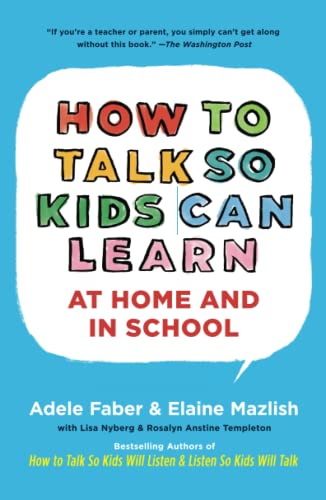 "If you're a teacher or parent, you simply can't get along
without this book." —The Washington Post
HOW TO
TALK SO
KIDS CAN
LEARN
AT HOME AND
IN SCHOOL
Adele Faber & Elaine Mazlish
with Lisa Nyberg & Rosalyn Anstine Templeton
Bestselling Authors of
How to Talk So Kids Will Listen & Listen So Kids Will Talk